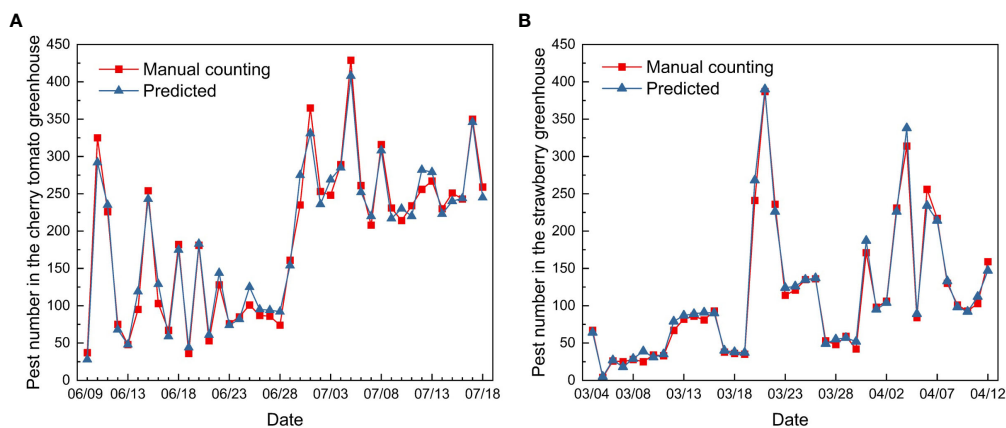 A
Pest number in the cherry tomato greenhouse
450
400
350
300
250
200
150
100
50
0
Manual counting
Predicted
06/09 06/13 06/18 06/23 06/28 07/03 07/08 07/13 07/18
Date
B
Pest number in the strawberry greenhouse
450
400
350
300
250
200
150
100
50
0
Manual counting
Predicted
03/04 03/08 03/13 03/18 03/23 03/28 04/02 04/07 04/12
Date